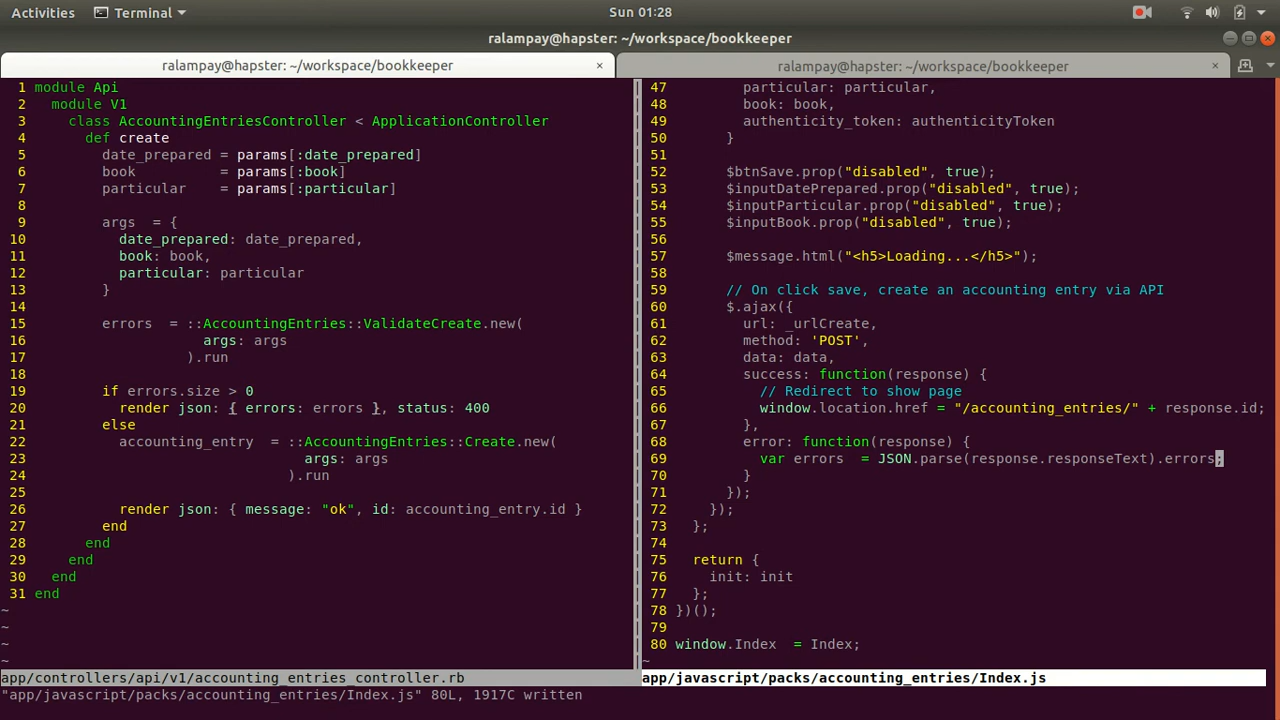 Activities Terminal Sun 01:28
ralampay@hapster: ~/workspace/bookkeeper
ralampay@hapster: ~/workspace/bookkeeper × ralampay@hapster: ~/workspace/bookkeeper ×
1 module Api
2   module V1
3     class AccountingEntriesController < ApplicationController
4       def create
5         date_prepared = params[:date_prepared]
6         book          = params[:book]
7         particular    = params[:particular]
8
9         args  = {
10           date_prepared: date_prepared,
11           book: book,
12           particular: particular
13         }
14
15         errors  = ::AccountingEntries::ValidateCreate.new(
16                     args: args
17                   ).run
18
19         if errors.size > 0
20           render json: { errors: errors }, status: 400
21         else
22           accounting_entry  = ::AccountingEntries::Create.new(
23                                 args: args
24                               ).run
25
26           render json: { message: "ok", id: accounting_entry.id }
27         end
28       end
29     end
30   end
31 end
~
~
~
~
app/controllers/api/v1/accounting_entries_controller.rb
47         particular: particular,
48         book: book,
49         authenticity_token: authenticityToken
50       }
51
52       $btnSave.prop("disabled", true);
53       $inputDatePrepared.prop("disabled", true);
54       $inputParticular.prop("disabled", true);
55       $inputBook.prop("disabled", true);
56
57       $message.html("<h5>Loading...</h5>");
58
59       // On click save, create an accounting entry via API
60       $.ajax({
61         url: _urlCreate,
62         method: 'POST',
63         data: data,
64         success: function(response) {
65           // Redirect to show page
66           window.location.href = "/accounting_entries/" + response.id;
67         },
68         error: function(response) {
69           var errors  = JSON.parse(response.responseText).errors;
70         }
71       });
72     });
73   };
74
75   return {
76     init: init
77   };
78 })();
79
80 window.Index  = Index;
~
app/javascript/packs/accounting_entries/Index.js
"app/javascript/packs/accounting_entries/Index.js" 80L, 1917C written